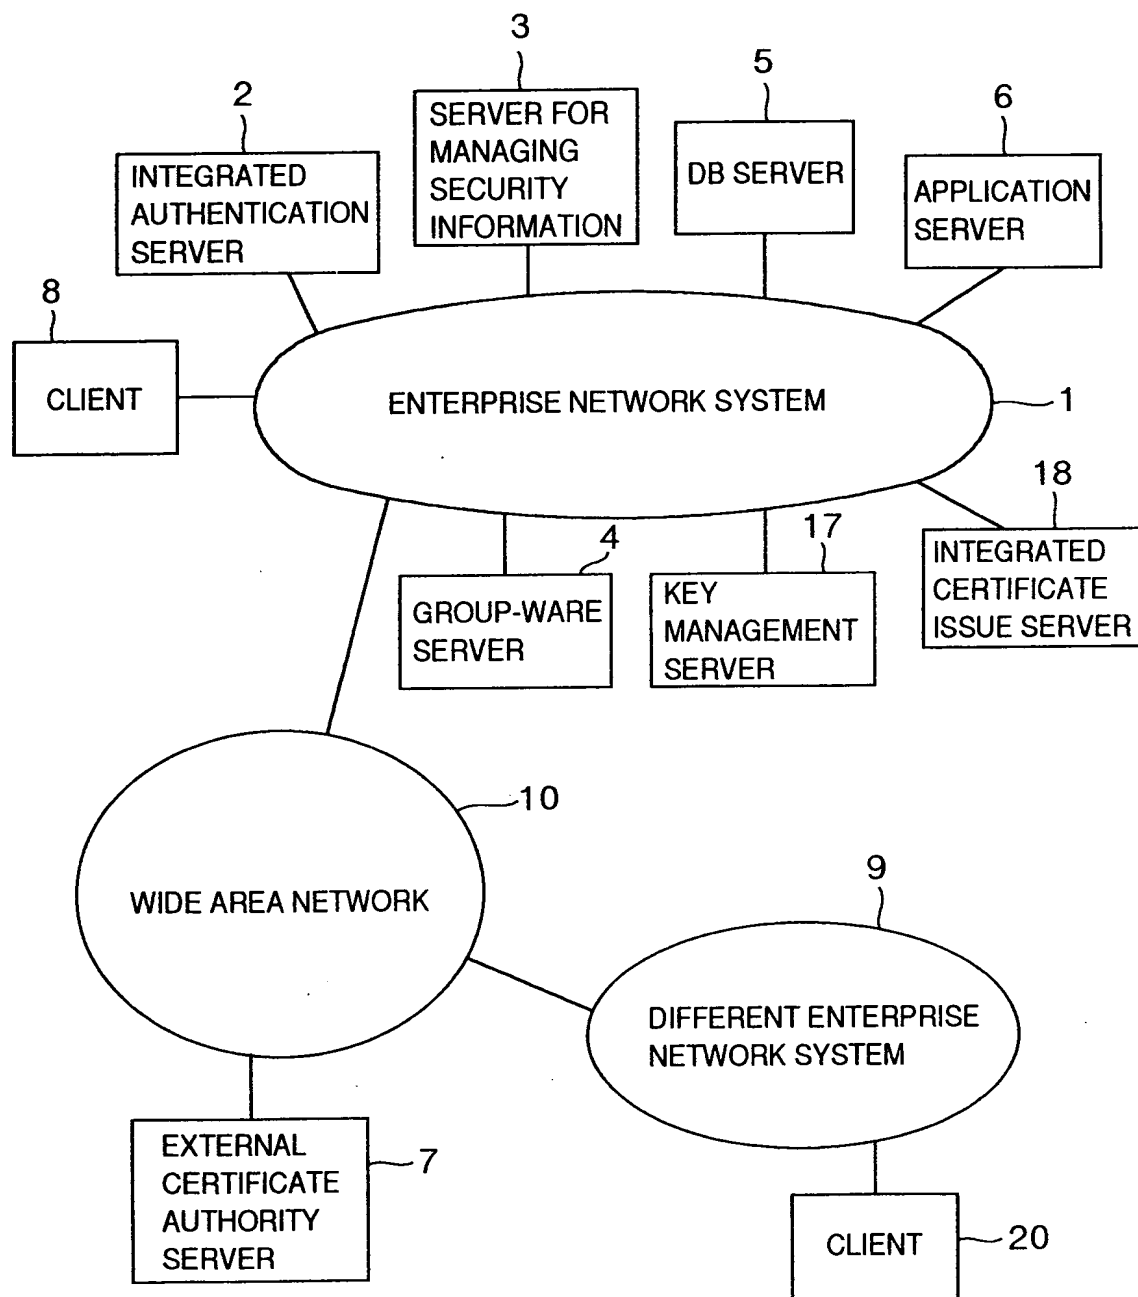 3
SERVER FOR
MANAGING
SECURITY
INFORMATION
5
DB SERVER
2
INTEGRATED
AUTHENTICATION
SERVER
6
APPLICATION
SERVER
8
CLIENT
ENTERPRISE NETWORK SYSTEM
1
4
GROUP-WARE
SERVER
17
KEY
MANAGEMENT
SERVER
18
INTEGRATED
CERTIFICATE
ISSUE SERVER
10
WIDE AREA NETWORK
9
DIFFERENT ENTERPRISE
NETWORK SYSTEM
EXTERNAL
CERTIFICATE
AUTHORITY
SERVER
7
CLIENT
20